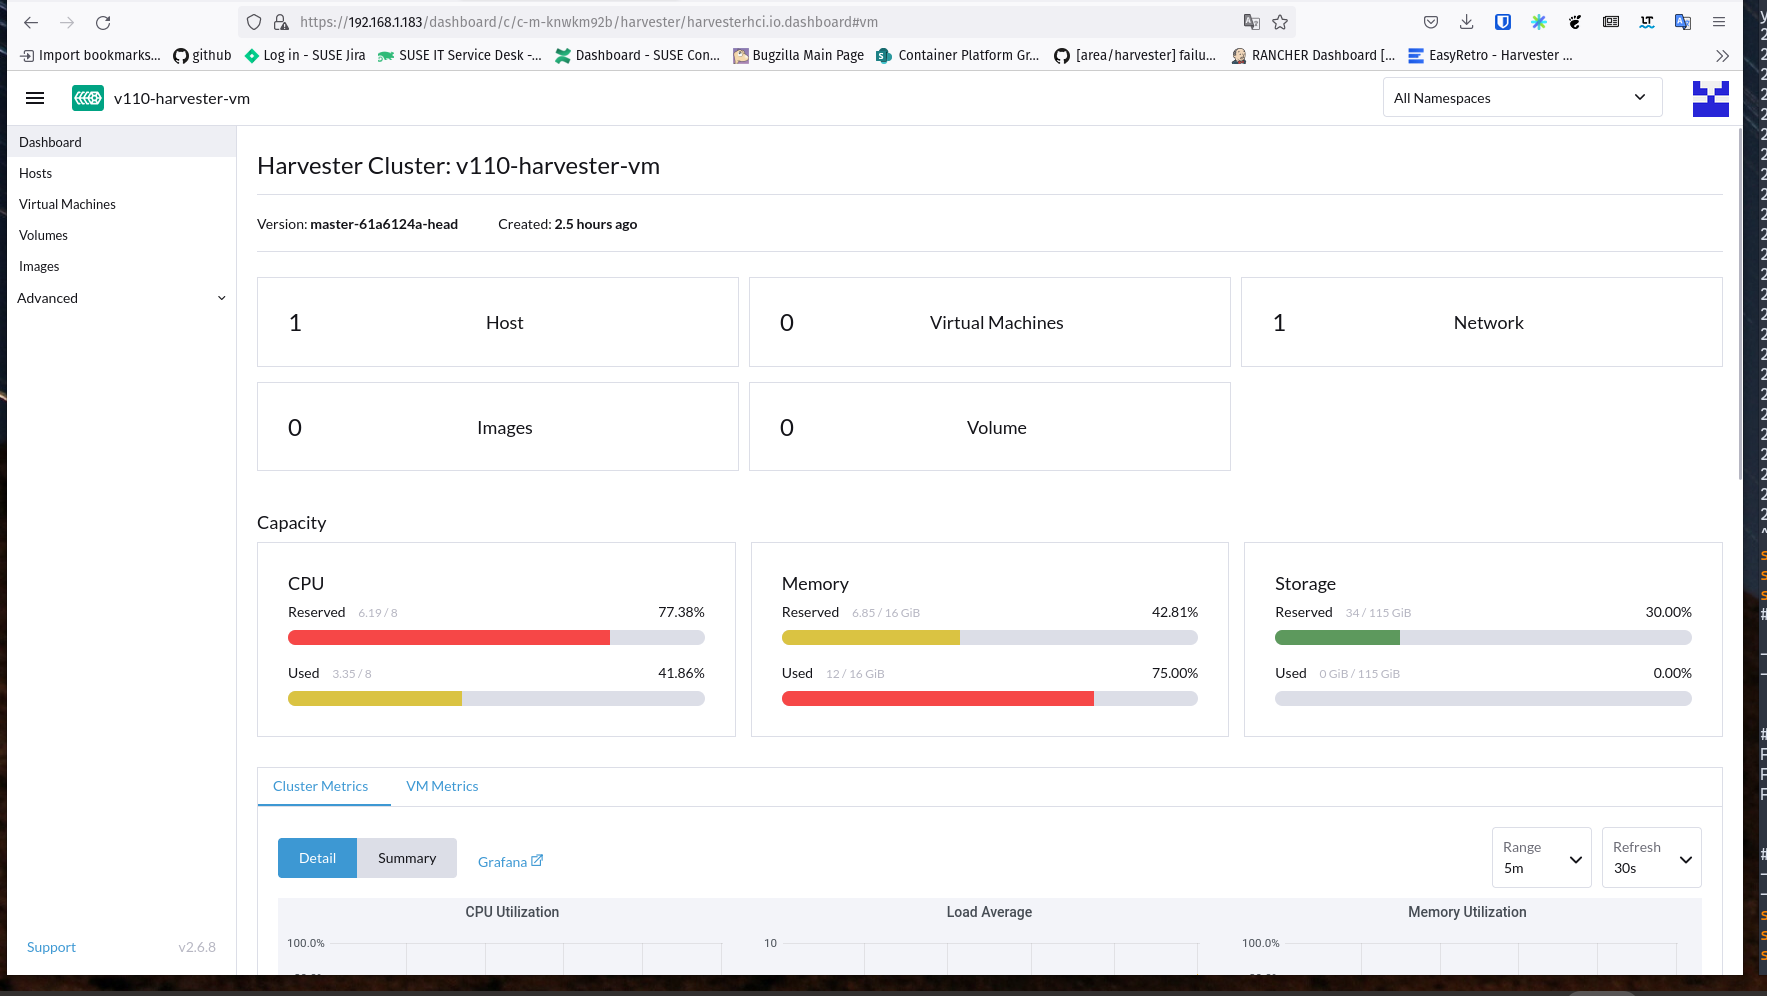 https://192.168.1.183/dashboard/c/c-m-knwkm92b/harvester/harvesterhci.io.dashboard#vm
Import bookmarks... github Log in - SUSE Jira SUSE IT Service Desk -... Dashboard - SUSE Con... Bugzilla Main Page Container Platform Gr... [area/harvester] failu... RANCHER Dashboard [... EasyRetro - Harvester ...
v110-harvester-vm All Namespaces
Dashboard
Hosts
Virtual Machines
Volumes
Images
Advanced
Support v2.6.8
Harvester Cluster: v110-harvester-vm
Version: master-61a6124a-head Created: 2.5 hours ago
1 Host 0 Virtual Machines 1 Network
0 Images 0 Volume
Capacity
CPU
Reserved 6.19 / 8 77.38%
Used 3.35 / 8 41.86%
Memory
Reserved 6.85 / 16 GiB 42.81%
Used 12 / 16 GiB 75.00%
Storage
Reserved 34 / 115 GiB 30.00%
Used 0 GiB / 115 GiB 0.00%
Cluster Metrics VM Metrics
Detail Summary Grafana
Range
5m
Refresh
30s
CPU Utilization Load Average Memory Utilization
100.0% 10 100.0%